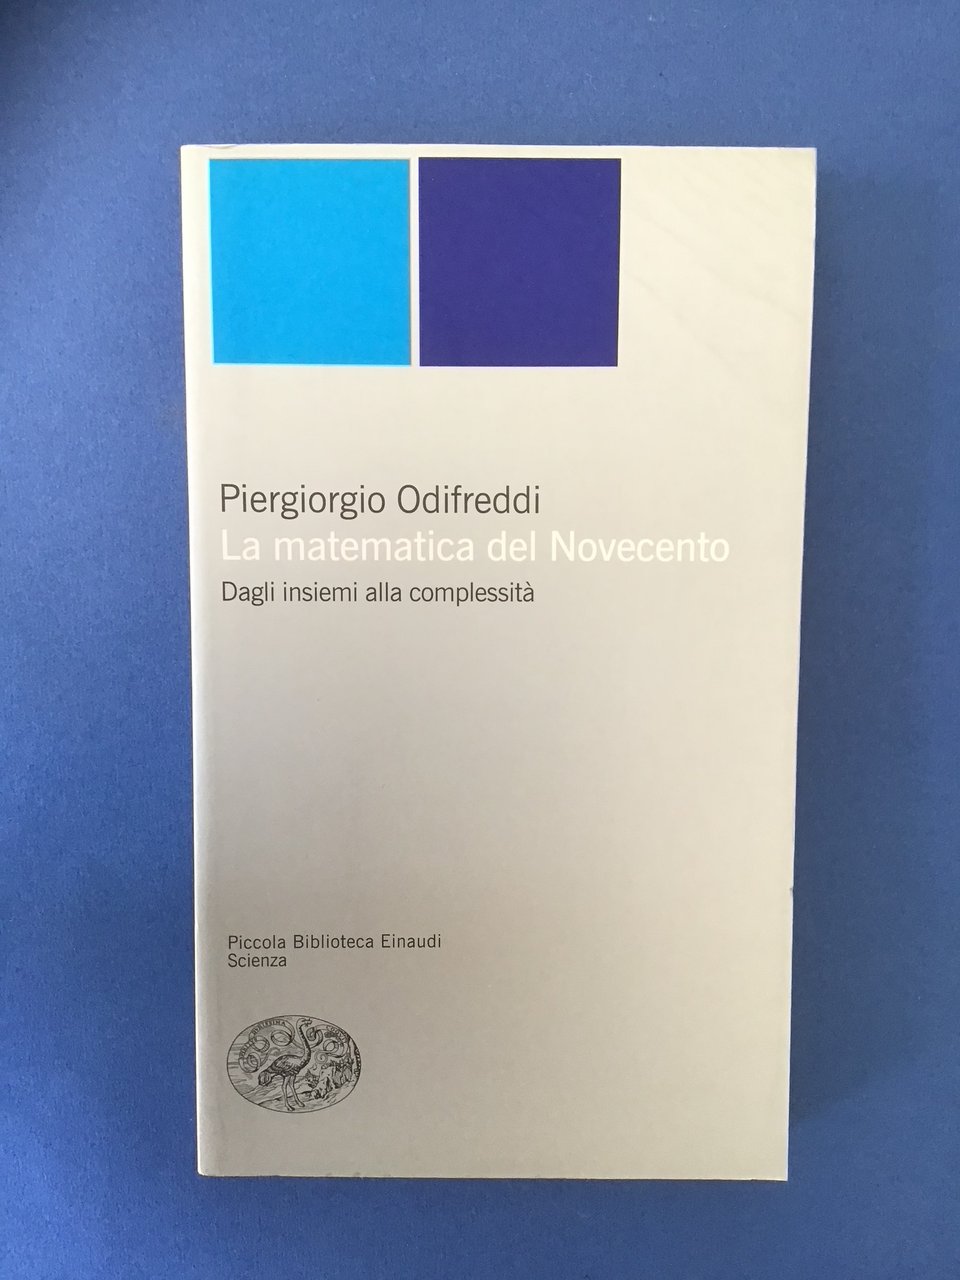 Piergiorgio Odifreddi
La matematica del Novecento
Dagli insiemi alla complessità
Piccola Biblioteca Einaudi
Scienza